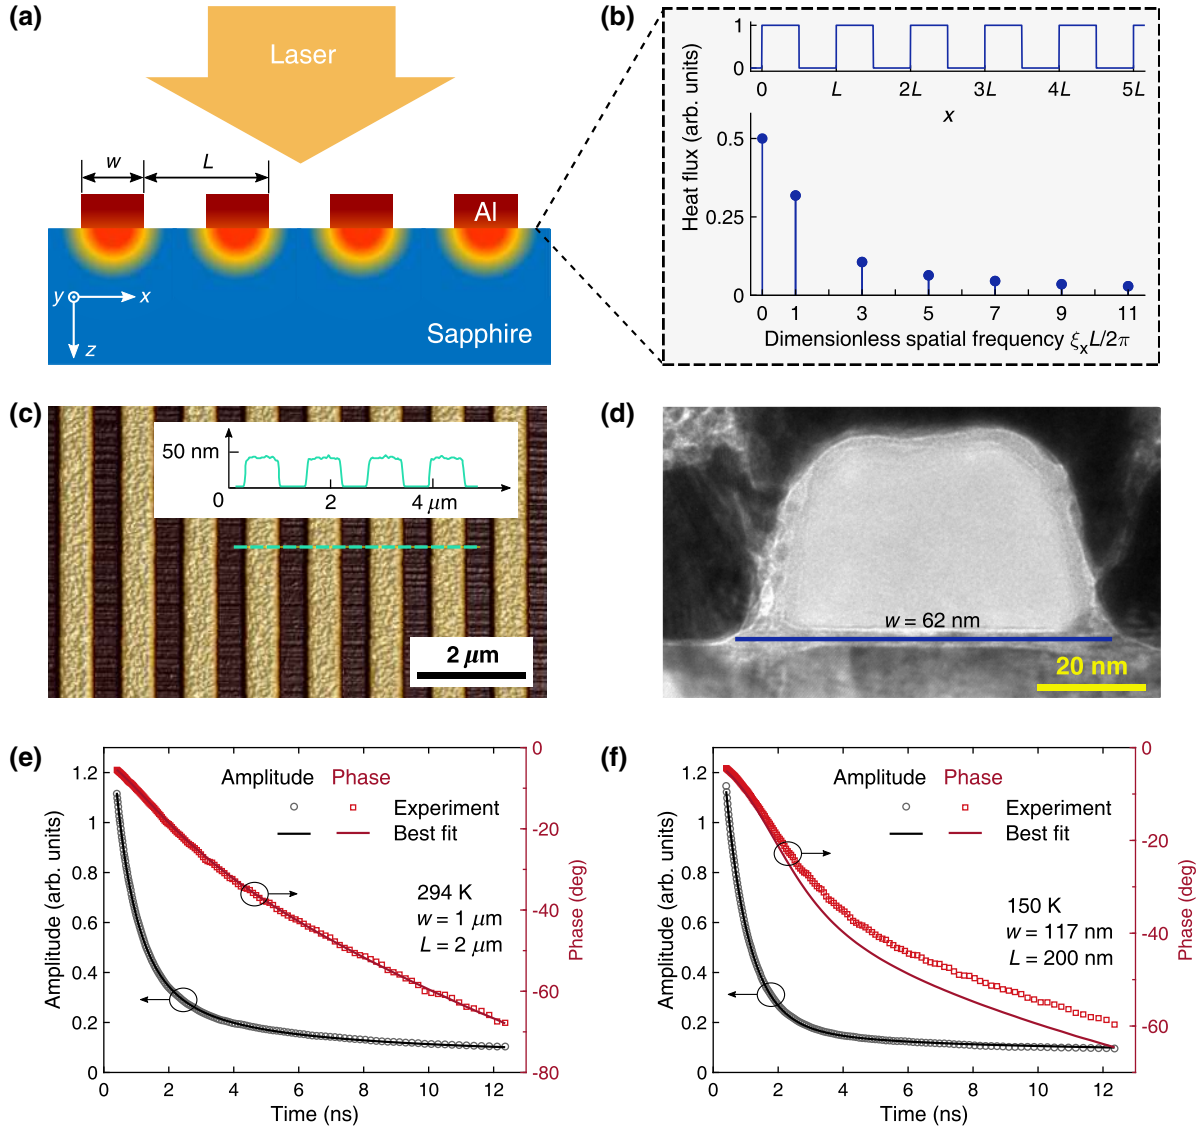 (a)
Laser
w
L
Al
y
x
z
Sapphire
(b)
Heat flux (arb. units)
1
0
0
L
2L
3L
4L
5L
x
0.5
0.25
0
0
1
3
5
7
9
11
Dimensionless spatial frequency ξxL/2π
(c)
50 nm
0
2
4 μm
2 μm
(d)
w = 62 nm
20 nm
(e)
Amplitude (arb. units)
1.2
1
0.8
0.6
0.4
0.2
0
0
2
4
6
8
10
12
Time (ns)
0
-20
-40
-60
-80
Phase (deg)
Amplitude Phase
Experiment
Best fit
294 K
w = 1 μm
L = 2 μm
(f)
Amplitude (arb. units)
1.2
1
0.8
0.6
0.4
0.2
0
0
2
4
6
8
10
12
Time (ns)
0
-20
-40
-60
Phase (deg)
Amplitude Phase
Experiment
Best fit
150 K
w = 117 nm
L = 200 nm